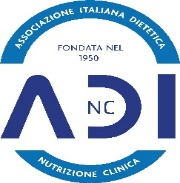 ASSOCIAZIONE ITALIANA DIETETICA
FONDATA NEL
1950
ADI
NC
NUTRIZIONE CLINICA